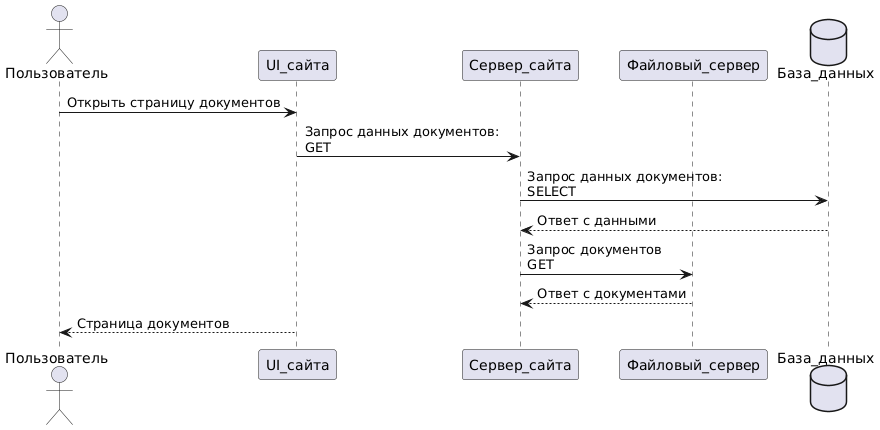 Пользователь
UI_сайта
Сервер_сайта
Файловый_сервер
База_данных
Открыть страницу документов
Запрос данных документов:
GET
Запрос данных документов:
SELECT
Ответ с данными
Запрос документов
GET
Ответ с документами
Страница документов
Пользователь
UI_сайта
Сервер_сайта
Файловый_сервер
База_данных